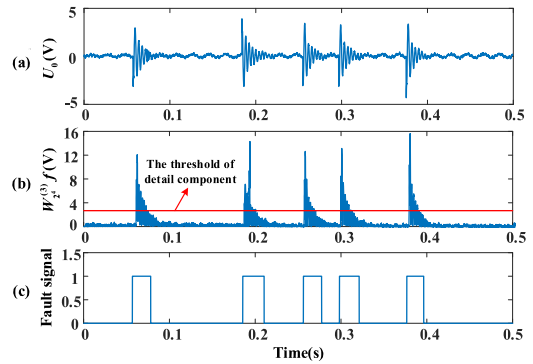 (a)
U₀(V)
5
0
-5
0 0.1 0.2 0.3 0.4 0.5
(b)
W₂⁴⁽³⁾ f(V)
16
12
8
4
0
The threshold of
detail component
0 0.1 0.2 0.3 0.4 0.5
(c)
Fault signal
1.5
1
0.5
0
0 0.1 0.2 0.3 0.4 0.5
Time(s)